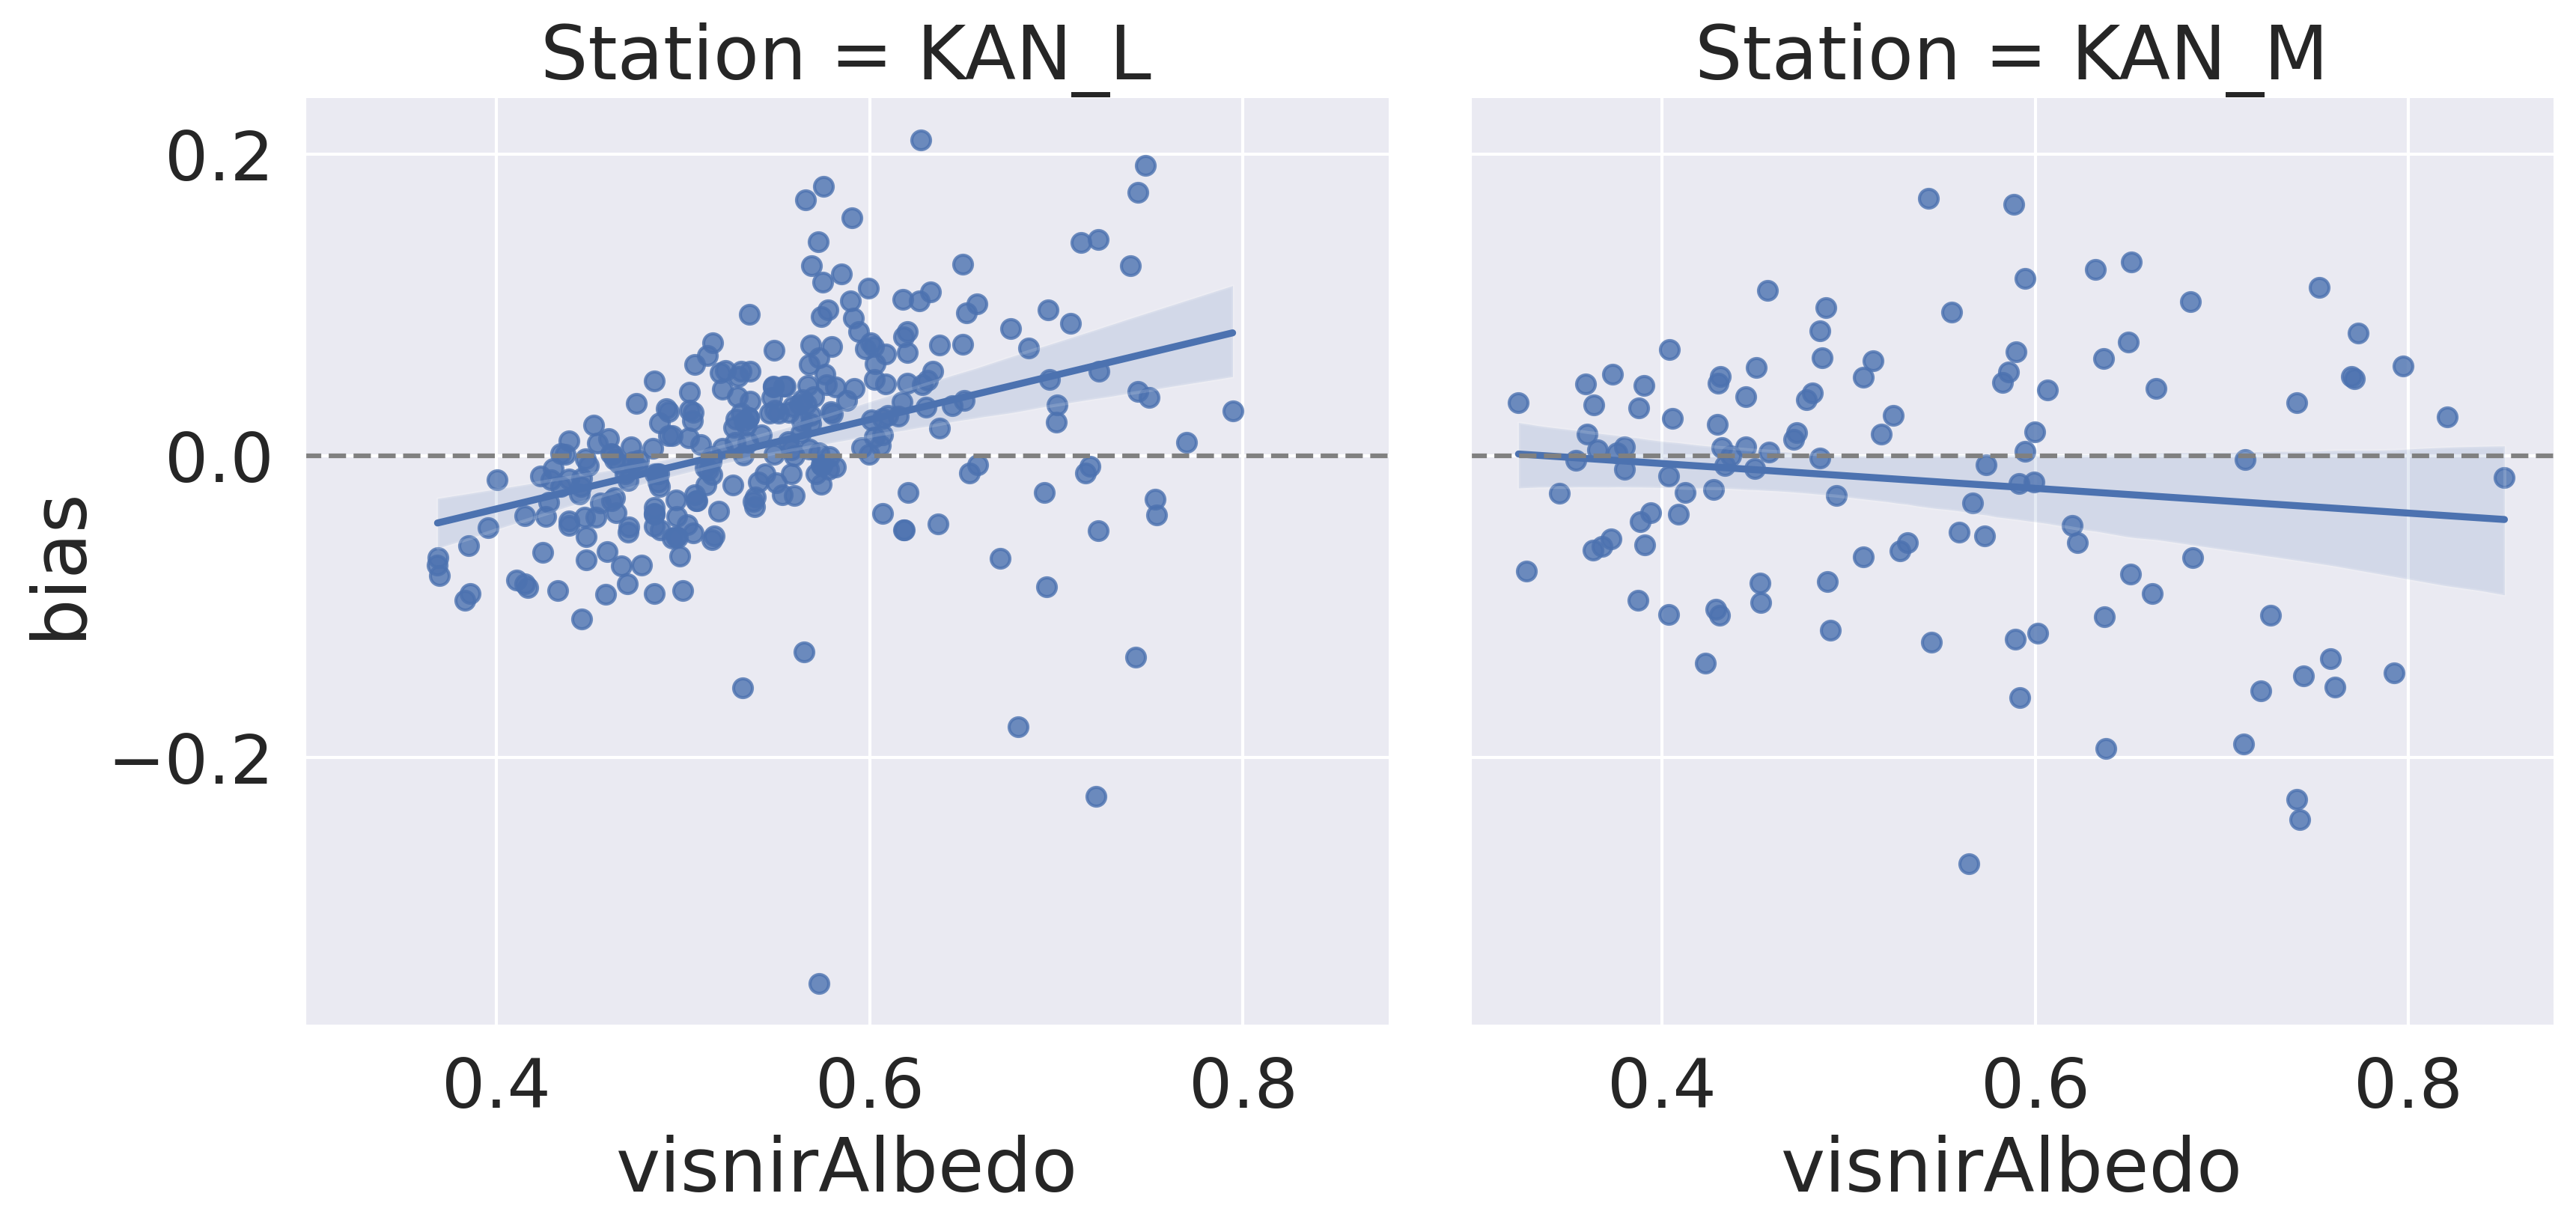 Station = KAN_L
Station = KAN_M
0.2
0.0
−0.2
bias
0.4 0.6 0.8
0.4 0.6 0.8
visnirAlbedo
visnirAlbedo